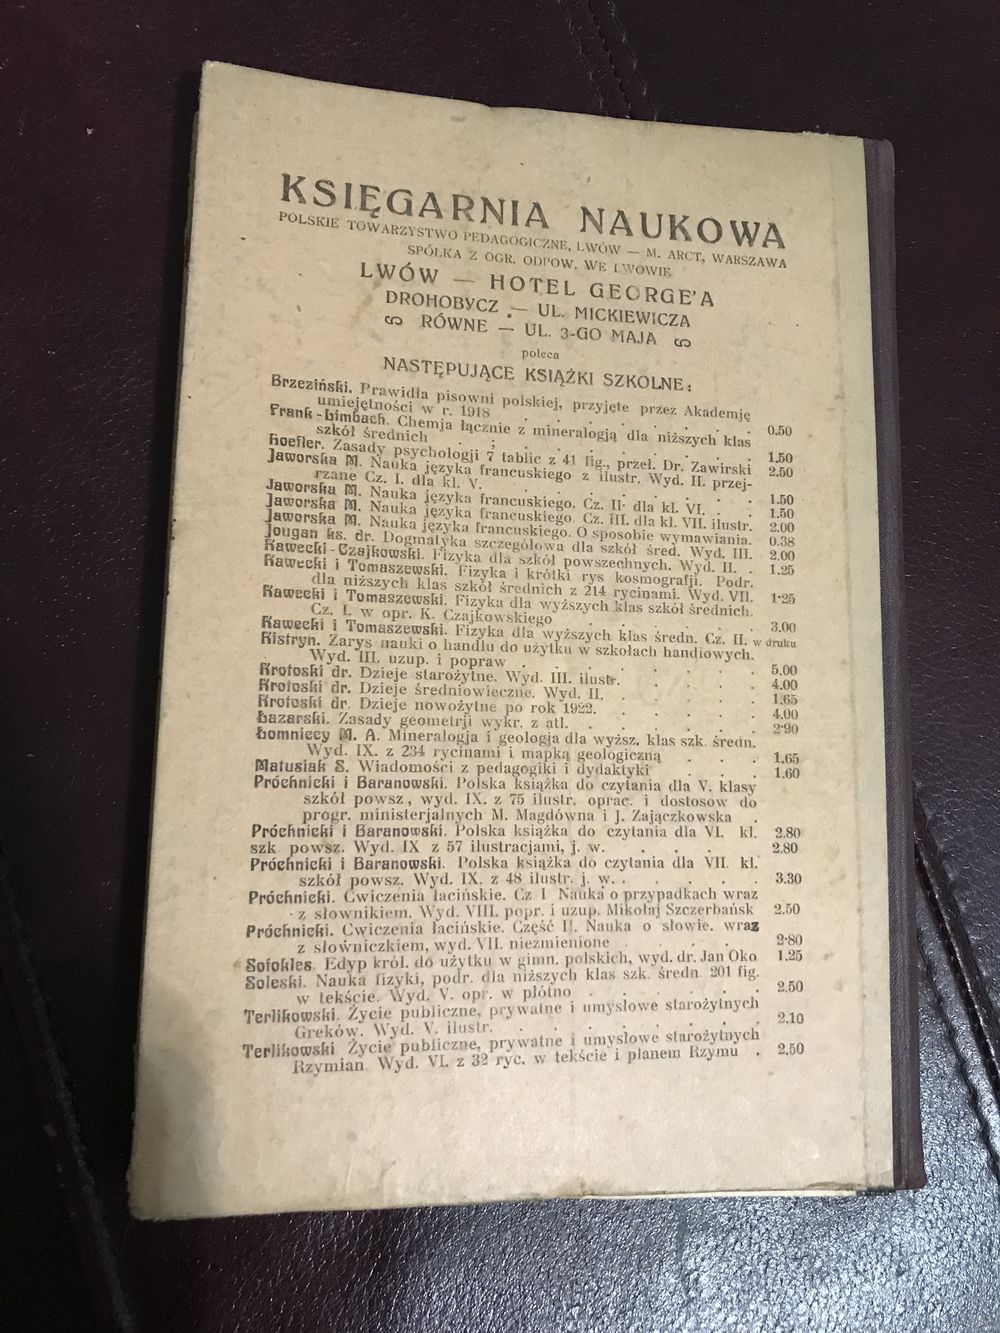 KSIĘGARNIA NAUKOWA
POLSKIE TOWARZYSTWO PEDAGOGICZNE, LWÓW — M. ARCT, WARSZAWA
SPÓŁKA Z OGR. ODPOW. WE LWOWIE
LWÓW — HOTEL GEORGE'A
DROHOBYCZ — UL. MICKIEWICZA
RÓWNE — UL. 3-GO MAJA
poleca
NASTĘPUJĄCE KSIĄŻKI SZKOLNE:
Brzeziński. Prawidła pisowni polskiej, przyjęte przez Akademję
umiejętności w r. 1918 . . . . . . . 0.50
Frank-Limbach. Chemja łącznie z mineralogją dla niższych klas
szkół średnich . . . . . . . . 1.50
Hoefler. Zasady psychologji 7 tablic z 41 fig., przeł. Dr. Zawirski 2.50
Jaworska M. Nauka języka francuskiego z ilustr. Wyd. II. przej-
rzane Cz. I. dla kl. V. . . . . . . . 1.50
Jaworska M. Nauka języka francuskiego. Cz. II. dla kl. VI. . . 1.50
Jaworska M. Nauka języka francuskiego Cz. III. dla kl. VII. ilustr. 2.00
Jaworska M. Nauka języka francuskiego. O sposobie wymawiania. 0.38
Jougan ks. dr. Dogmatyka szczegółowa dla szkół śred. Wyd. III. 2.00
Kawecki-Czajkowski. Fizyka dla szkół powszechnych. Wyd. II. . 1.25
Kawecki i Tomaszewski. Fizyka i krótki rys kosmografji. Podr.
dla niższych klas szkół średnich z 214 rycinami. Wyd. VII. 1·25
Kawecki i Tomaszewski. Fizyka dla wyższych klas szkół średnich.
Cz. I. w opr. K. Czajkowskiego . . . . . 3.00
Kawecki i Tomaszewski. Fizyka dla wyższych klas średn. Cz. II. w druku
Kistryn. Zarys nauki o handlu do użytku w szkołach handlowych.
Wyd. III. uzup. i popraw . . . . . . 5.00
Krotoski dr. Dzieje starożytne. Wyd. III. ilustr. . . . 4.00
Krotoski dr. Dzieje średniowieczne. Wyd. II. . . . . 1.65
Krotoski dr. Dzieje nowożytne po rok 1922. . . . . 4.00
Łazarski. Zasady geometrji wykr. z atl. . . . . . 2·90
Łomniccy M. A. Mineralogja i geologja dla wyższ. klas szk. średn.
Wyd. IX. z 234 rycinami i mapką geologiczną . . . 1.65
Matusiak S. Wiadomości z pedagogiki i dydaktyki . . . 1.60
Próchnicki i Baranowski. Polska książka do czytania dla V. klasy
szkół powsz, wyd. IX. z 75 ilustr. oprac. i dostosow do
progr. ministerjalnych M. Magdówna i J. Zajączkowska .
Próchnicki i Baranowski. Polska książka do czytania dla VI. kl. 2.80
szk powsz. Wyd. IX z 57 ilustracjami, j. w. . . . . 2.80
Próchnicki i Baranowski. Polska książka do czytania dla VII. kl.
szkół powsz. Wyd. IX. z 48 ilustr. j. w. . . . . . 3.30
Próchnicki. Ćwiczenia łacińskie. Cz. I Nauka o przypadkach wraz
z słownikiem. Wyd. VIII. popr. i uzup. Mikołaj Szczerbańsk 2.50
Próchnicki. Ćwiczenia łacińskie. Część II. Nauka o słowie. wraz
z słowniczkiem, wyd. VII. niezmienione . . . . 2·80
Sofokles. Edyp król. do użytku w gimn. polskich, wyd. dr. Jan Oko 1.25
Soleski. Nauka fizyki, podr. dla niższych klas szk. średn. 201 fig.
w tekście. Wyd. V. opr. w płótno . . . . . 2.50
Terlikowski. Życie publiczne, prywatne i umysłowe starożytnych
Greków. Wyd. V. ilustr. . . . . . . . 2.10
Terlikowski Życie publiczne, prywatne i umysłowe starożytnych
Rzymian Wyd. VI. z 32 ryc. w tekście i planem Rzymu . 2,50